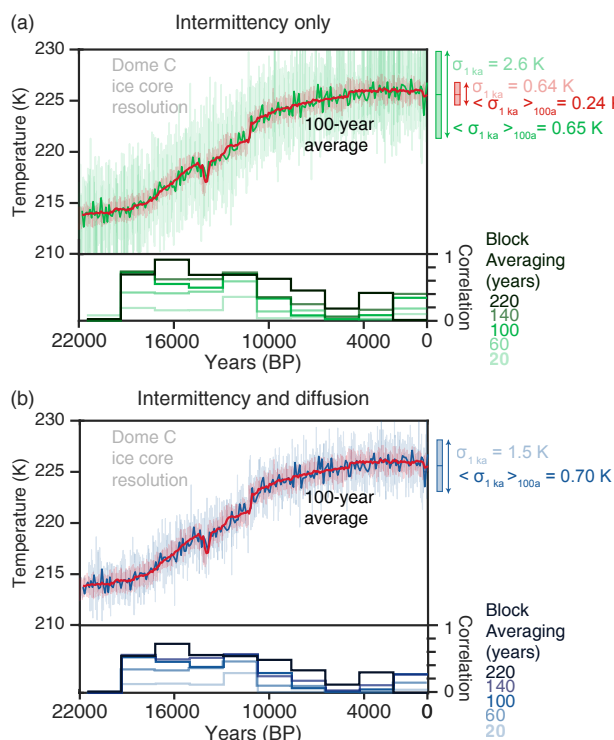 (a) Intermittency only
230
225
220
215
210
Temperature (K)
Dome C
ice core
resolution
100-year
average
σ1 ka = 2.6 K
σ1 ka = 0.64 K
< σ1 ka >100a = 0.24 K
< σ1 ka >100a = 0.65 K
1
0
Correlation
Block
Averaging
(years)
220
140
100
60
20
22000 16000 10000 4000 0
Years (BP)
(b) Intermittency and diffusion
230
225
220
215
210
Temperature (K)
Dome C
ice core
resolution
100-year
average
σ1 ka = 1.5 K
< σ1 ka >100a = 0.70 K
1
0
Correlation
Block
Averaging
(years)
220
140
100
60
20
22000 16000 10000 4000 0
Years (BP)